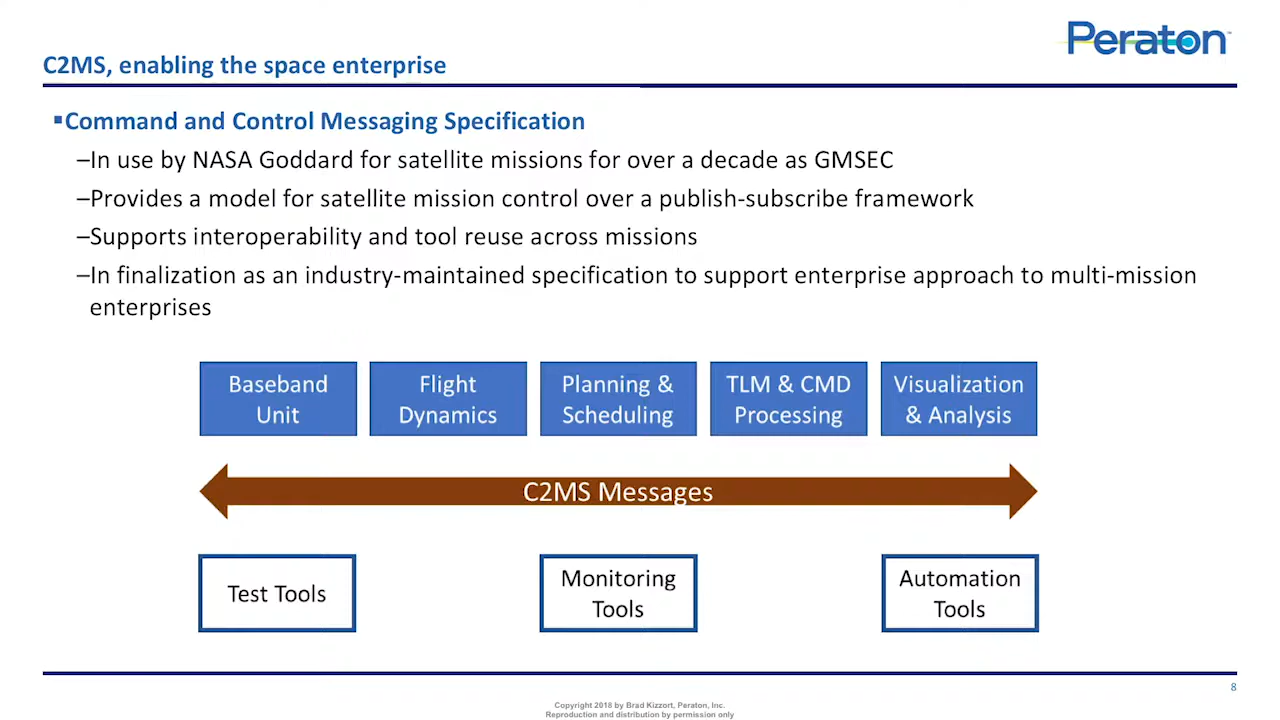 Peraton
C2MS, enabling the space enterprise
▪Command and Control Messaging Specification
–In use by NASA Goddard for satellite missions for over a decade as GMSEC
–Provides a model for satellite mission control over a publish-subscribe framework
–Supports interoperability and tool reuse across missions
–In finalization as an industry-maintained specification to support enterprise approach to multi-mission
enterprises
Baseband
Unit
Flight
Dynamics
Planning &
Scheduling
TLM & CMD
Processing
Visualization
& Analysis
C2MS Messages
Test Tools
Monitoring
Tools
Automation
Tools
8
Copyright 2018 by Brad Kizzort, Peraton, Inc.
Reproduction and distribution by permission only